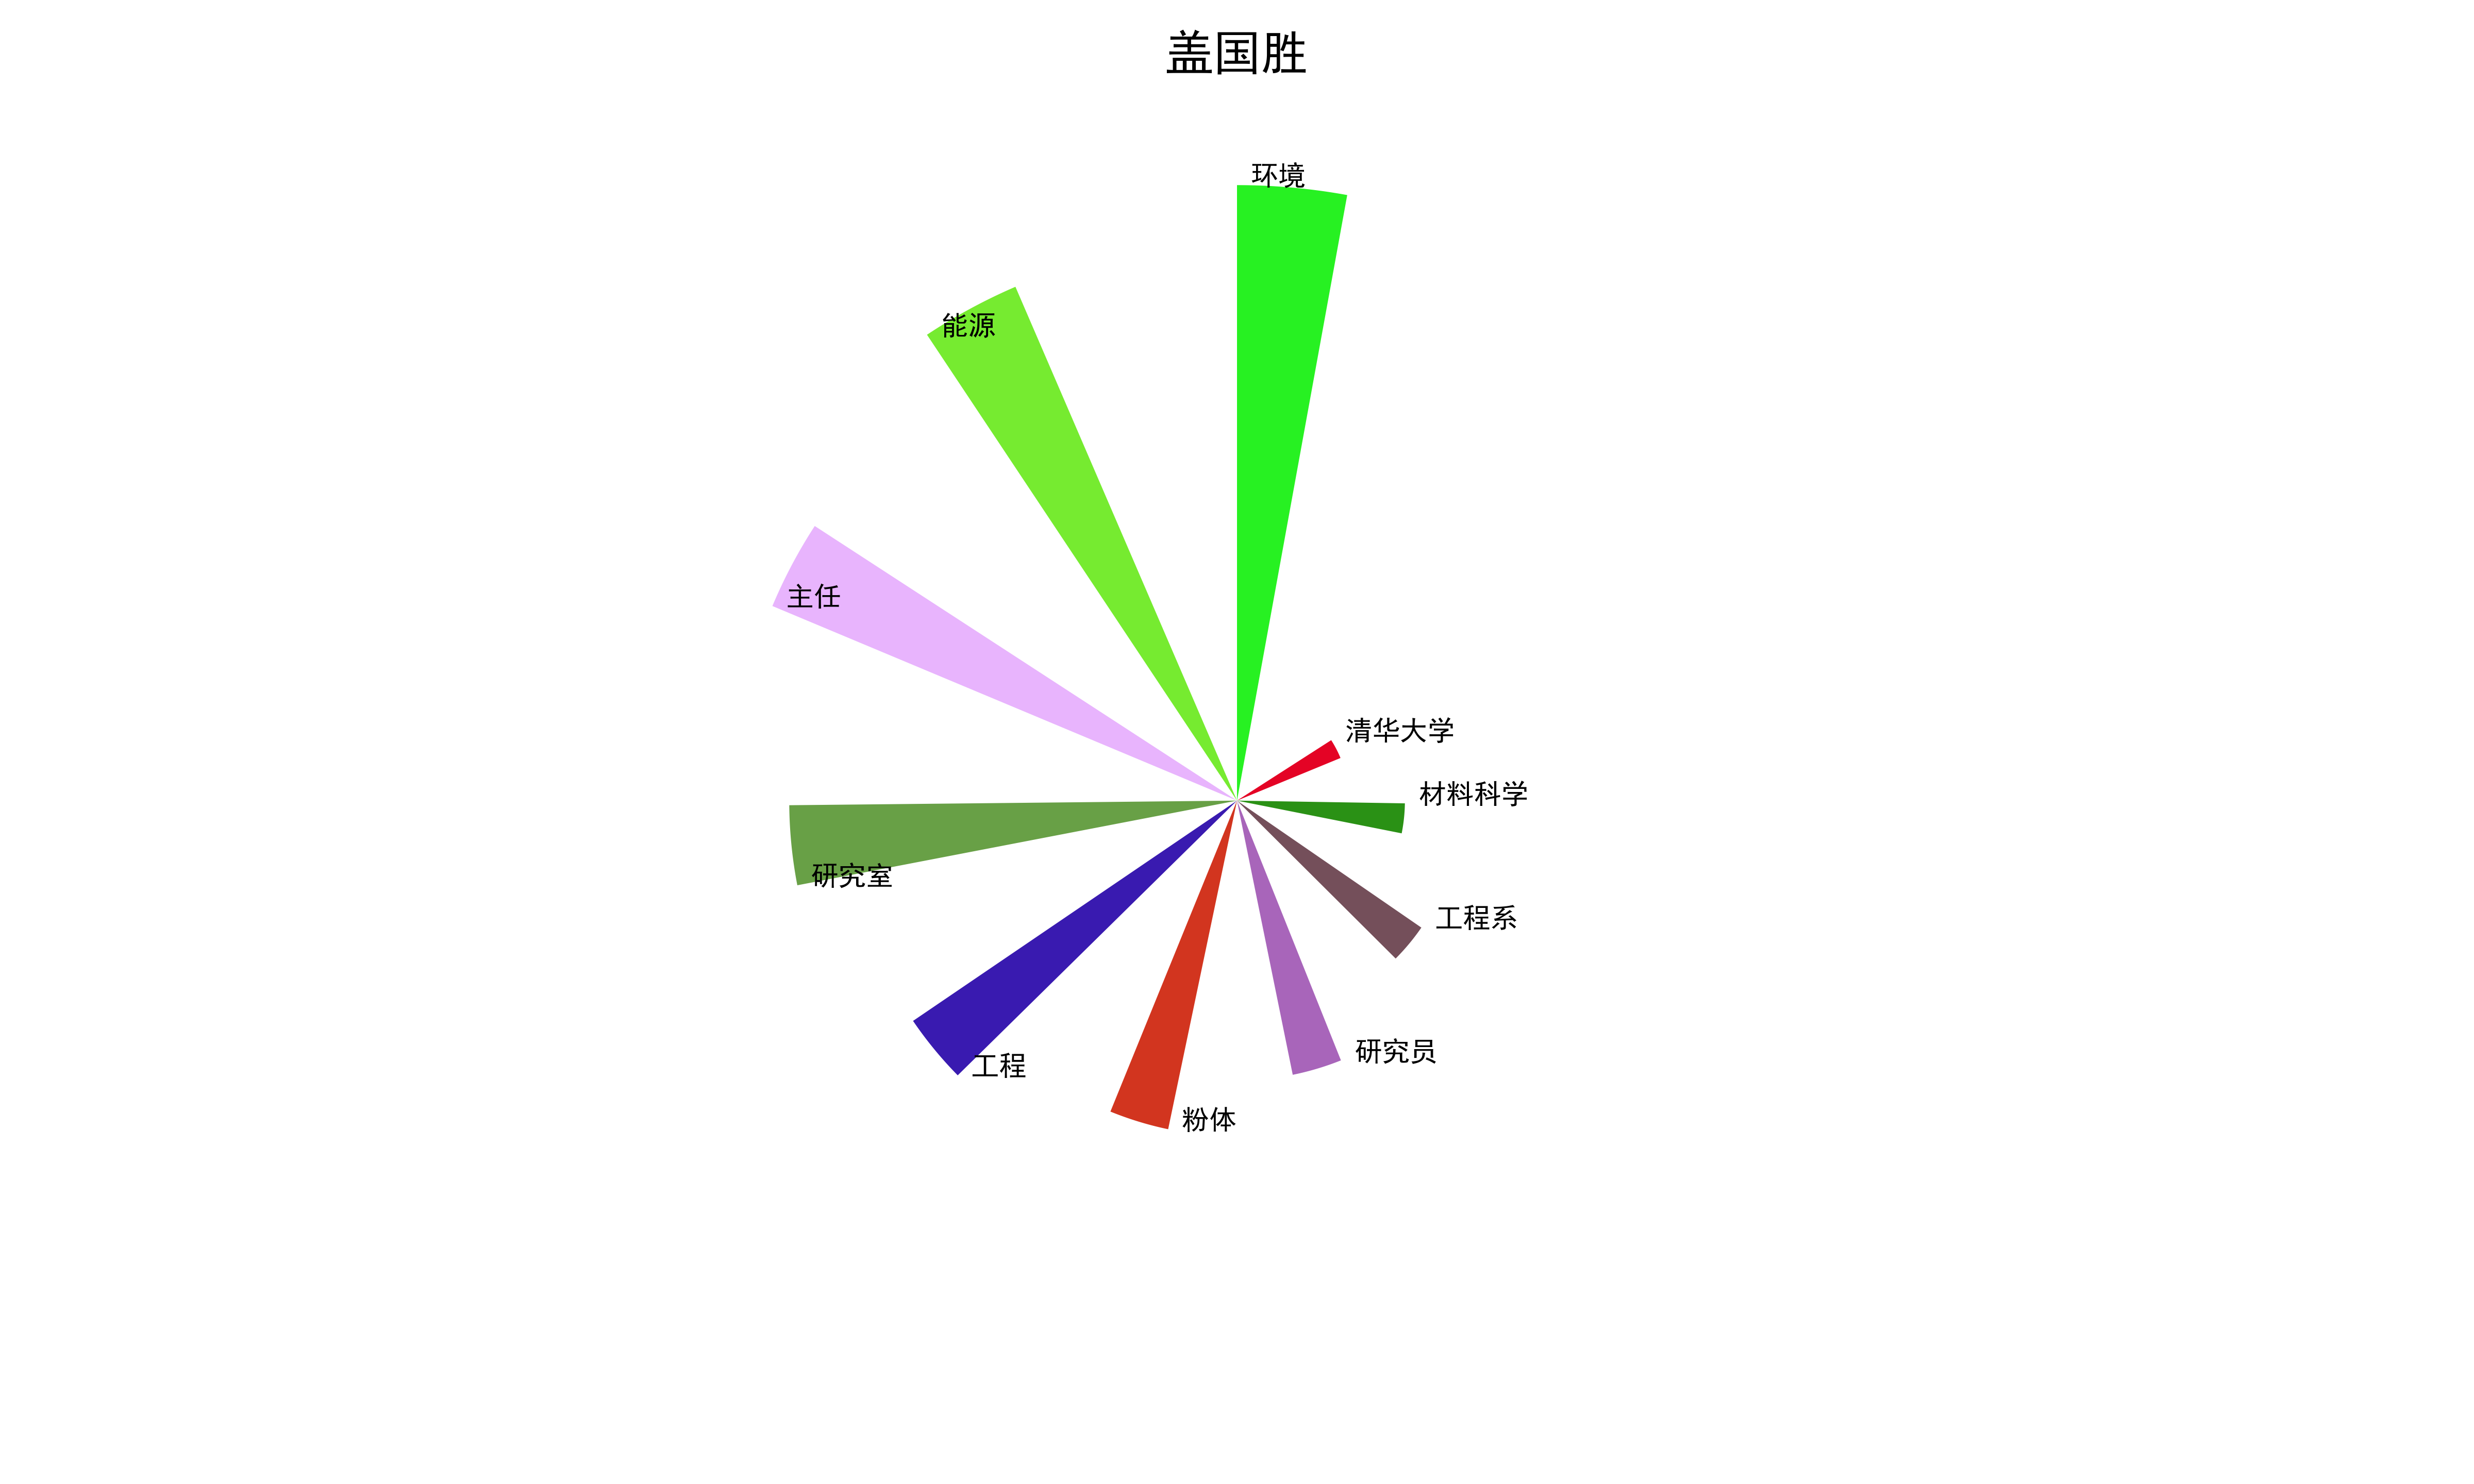 盖国胜
环境
能源
主任
清华大学
材料科学
研究室
工程系
研究员
工程
粉体